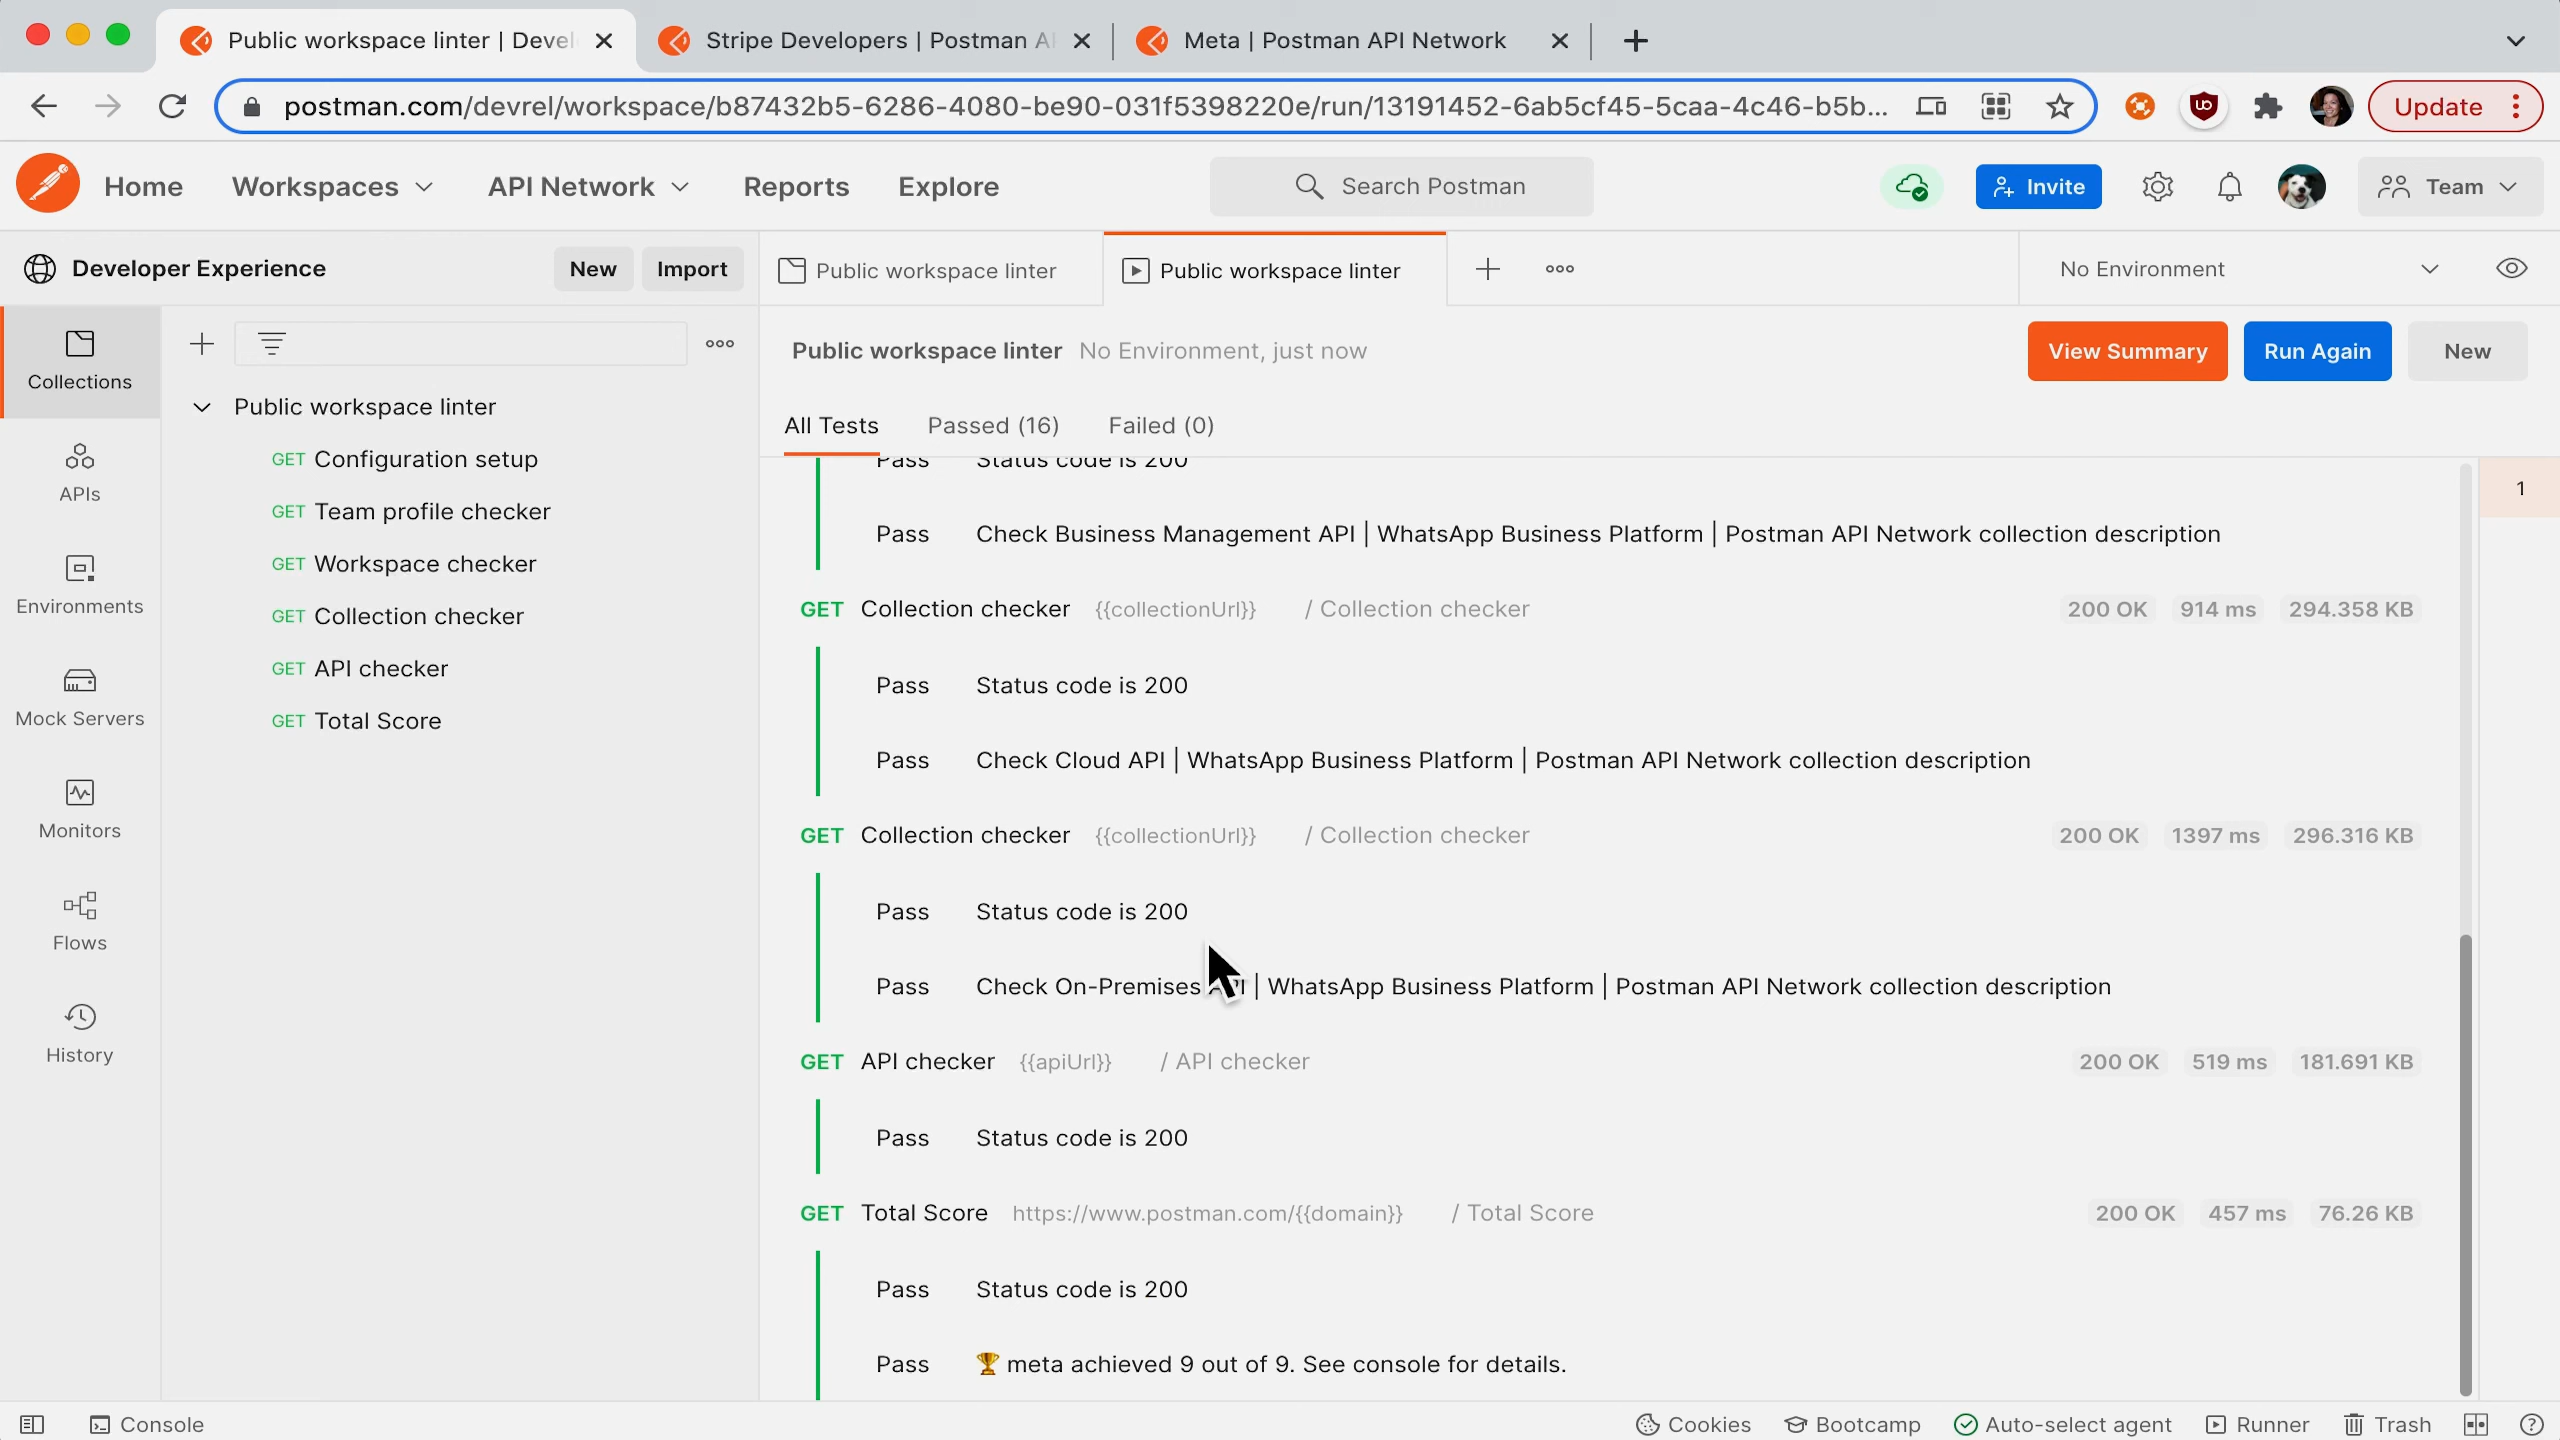 Public workspace linter | Devel
Stripe Developers | Postman A
Meta | Postman API Network
postman.com/devrel/workspace/b87432b5-6286-4080-be90-031f5398220e/run/13191452-6ab5cf45-5caa-4c46-b5b...
Update
Home
Workspaces
API Network
Reports
Explore
Search Postman
Invite
Team
Developer Experience
New
Import
Public workspace linter
Public workspace linter
No Environment
Collections
APIs
Environments
Mock Servers
Monitors
Flows
History
Public workspace linter
GET Configuration setup
GET Team profile checker
GET Workspace checker
GET Collection checker
GET API checker
GET Total Score
Public workspace linter No Environment, just now
View Summary
Run Again
New
All Tests
Passed (16)
Failed (0)
1
Pass Status code is 200
Pass Check Business Management API | WhatsApp Business Platform | Postman API Network collection description
GET Collection checker {{collectionUrl}} / Collection checker 200 OK 914 ms 294.358 KB
Pass Status code is 200
Pass Check Cloud API | WhatsApp Business Platform | Postman API Network collection description
GET Collection checker {{collectionUrl}} / Collection checker 200 OK 1397 ms 296.316 KB
Pass Status code is 200
Pass Check On-Premises API | WhatsApp Business Platform | Postman API Network collection description
GET API checker {{apiUrl}} / API checker 200 OK 519 ms 181.691 KB
Pass Status code is 200
GET Total Score https://www.postman.com/{{domain}} / Total Score 200 OK 457 ms 76.26 KB
Pass Status code is 200
Pass 🏆 meta achieved 9 out of 9. See console for details.
Console
Cookies
Bootcamp
Auto-select agent
Runner
Trash